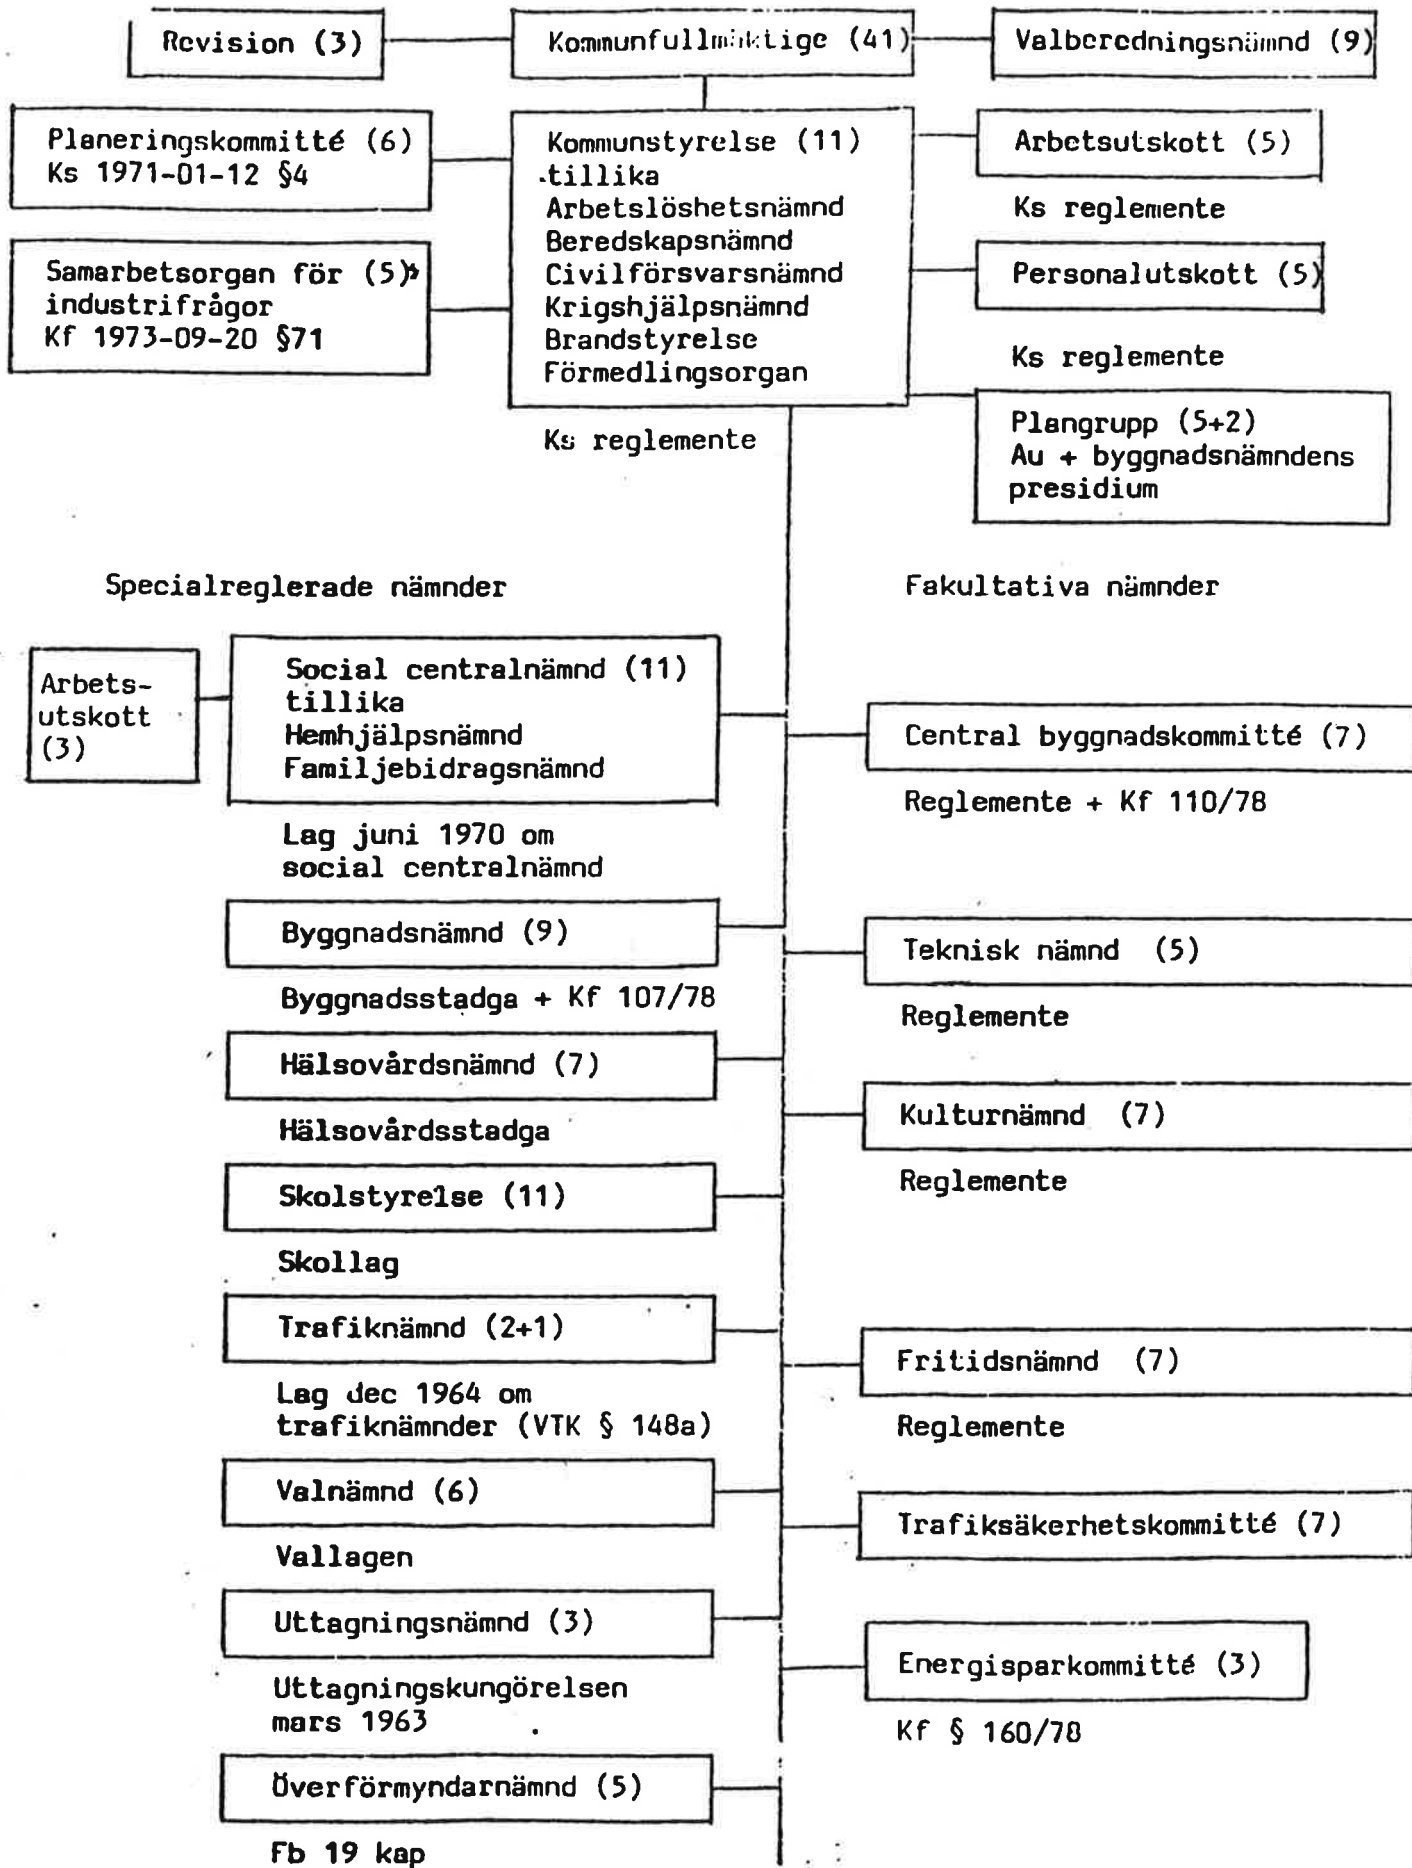 Revision (3)
Kommunfullmäktige (41)
Valberedningsnämnd (9)
Planeringskommitté (6)
Ks 1971-01-12 §4
Samarbetsorgan för (5)
industrifrågor
Kf 1973-09-20 §71
Kommunstyrelse (11)
tillika
Arbetslöshetsnämnd
Beredskapsnämnd
Civilförsvarsnämnd
Krigshjälpsnämnd
Brandstyrelse
Förmedlingsorgan
Ks reglemente
Arbetsutskott (5)
Ks reglemente
Personalutskott (5)
Ks reglemente
Plangrupp (5+2)
Au + byggnadsnämndens
presidium
Specialreglerade nämnder
Arbets-
utskott
(3)
Social centralnämnd (11)
tillika
Hemhjälpsnämnd
Familjebidragsnämnd
Lag juni 1970 om
social centralnämnd
Byggnadsnämnd (9)
Byggnadsstadga + Kf 107/78
Hälsovårdsnämnd (7)
Hälsovårdsstadga
Skolstyrelse (11)
Skollag
Trafiknämnd (2+1)
Lag dec 1964 om
trafiknämnder (VTK § 148a)
Valnämnd (6)
Vallagen
Uttagningsnämnd (3)
Uttagningskungörelsen
mars 1963
Överförmyndarnämnd (5)
Fb 19 kap
Fakultativa nämnder
Central byggnadskommitté (7)
Reglemente + Kf 110/78
Teknisk nämnd (5)
Reglemente
Kulturnämnd (7)
Reglemente
Fritidsnämnd (7)
Reglemente
Trafiksäkerhetskommitté (7)
Energisparkommitté (3)
Kf § 160/78